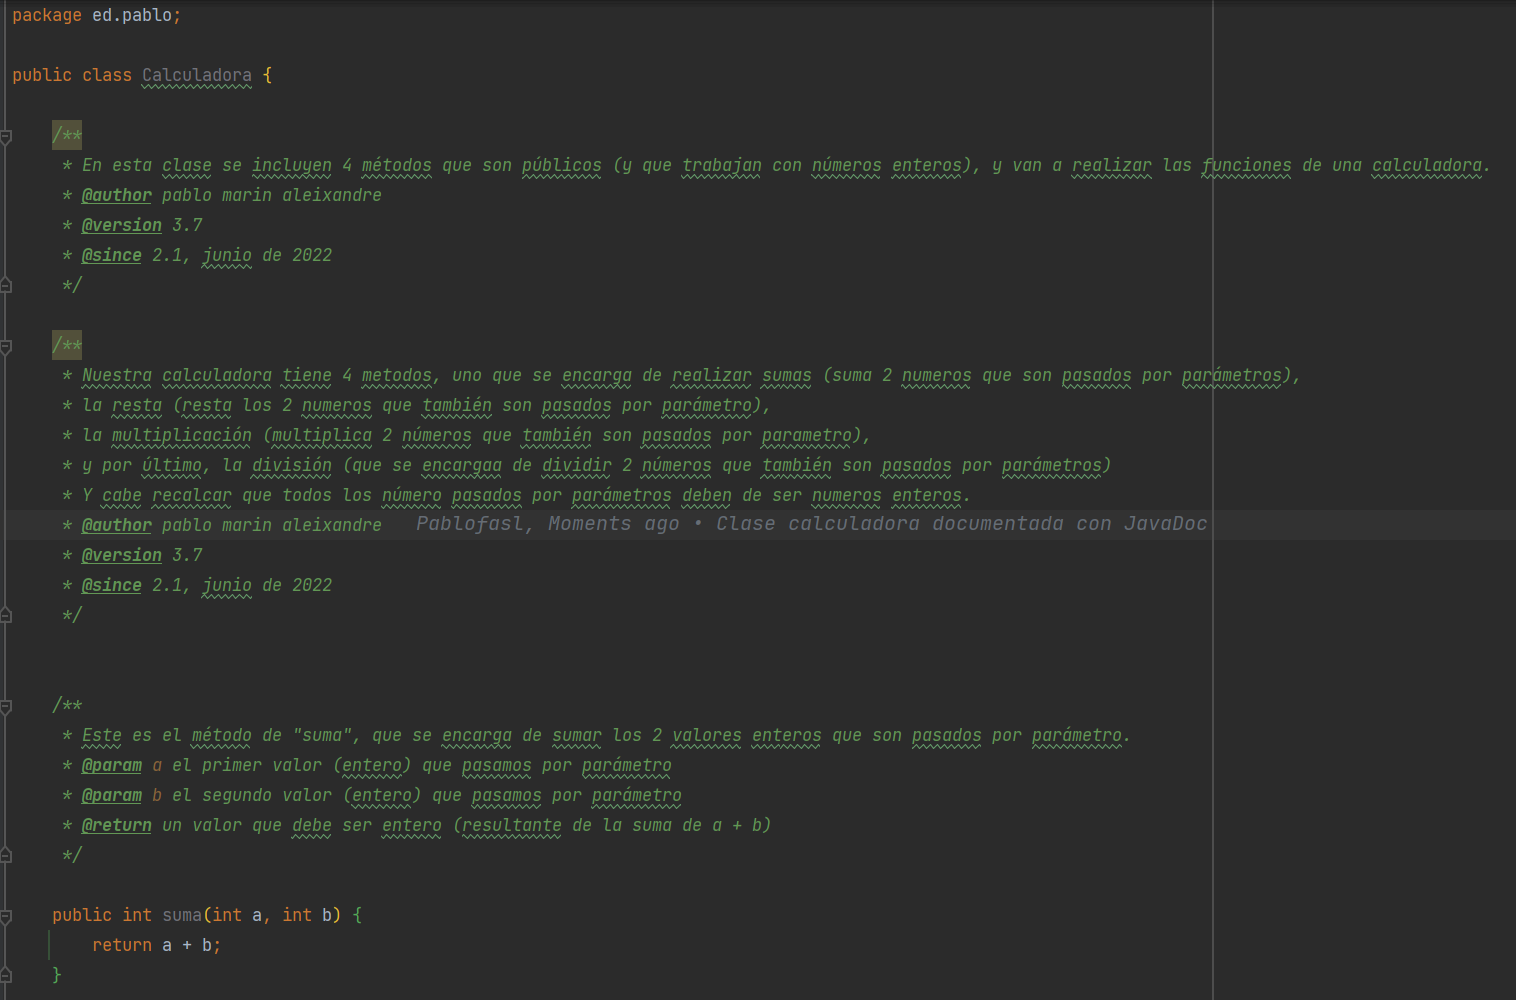 package ed.pablo;
public class Calculadora {
/**
* En esta clase se incluyen 4 métodos que son públicos (y que trabajan con números enteros), y van a realizar las funciones de una calculadora.
* @author pablo marin aleixandre
* @version 3.7
* @since 2.1, junio de 2022
*/
/**
* Nuestra calculadora tiene 4 metodos, uno que se encarga de realizar sumas (suma 2 numeros que son pasados por parámetros),
* la resta (resta los 2 numeros que también son pasados por parámetro),
* la multiplicación (multiplica 2 números que también son pasados por parametro),
* y por último, la división (que se encargaa de dividir 2 números que también son pasados por parámetros)
* Y cabe recalcar que todos los número pasados por parámetros deben de ser numeros enteros.
* @author pablo marin aleixandre Pablofasl, Moments ago • Clase calculadora documentada con JavaDoc
* @version 3.7
* @since 2.1, junio de 2022
*/
/**
* Este es el método de "suma", que se encarga de sumar los 2 valores enteros que son pasados por parámetro.
* @param a el primer valor (entero) que pasamos por parámetro
* @param b el segundo valor (entero) que pasamos por parámetro
* @return un valor que debe ser entero (resultante de la suma de a + b)
*/
public int suma(int a, int b) {
return a + b;
}